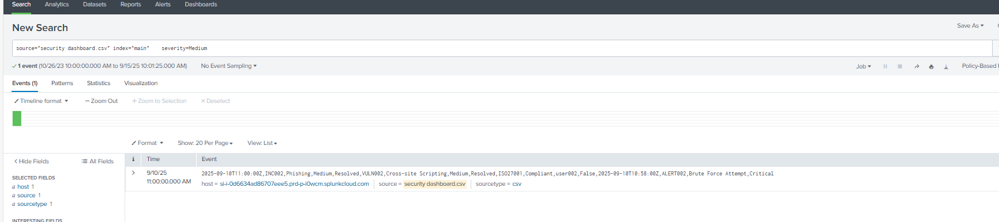 Search Analytics Datasets Reports Alerts Dashboards
New Search
Save As
source="security dashboard.csv" index="main" severity=Medium
1 event (10/26/23 10:00:00.000 AM to 9/15/25 10:01:25.000 AM) No Event Sampling Job Policy-Based
Events (1) Patterns Statistics Visualization
Timeline format — Zoom Out + Zoom to Selection × Deselect
Format Show: 20 Per Page View: List
< Hide Fields All Fields i Time Event
SELECTED FIELDS
a host 1
a source 1
a sourcetype 1
INTERESTING FIELDS
> 9/10/25 11:00:00.000 AM
2025-09-10T11:00:00Z,INC002,Phishing,Medium,Resolved,VULN002,Cross-site Scripting,Medium,Resolved,ISO27001,Compliant,user002,False,2025-09-10T10:58:00Z,ALERT002,Brute Force Attempt,Critical
host = si-i-0d6634ad86707eee5.prd-p-i0wcm.splunkcloud.com source = security dashboard.csv sourcetype = csv